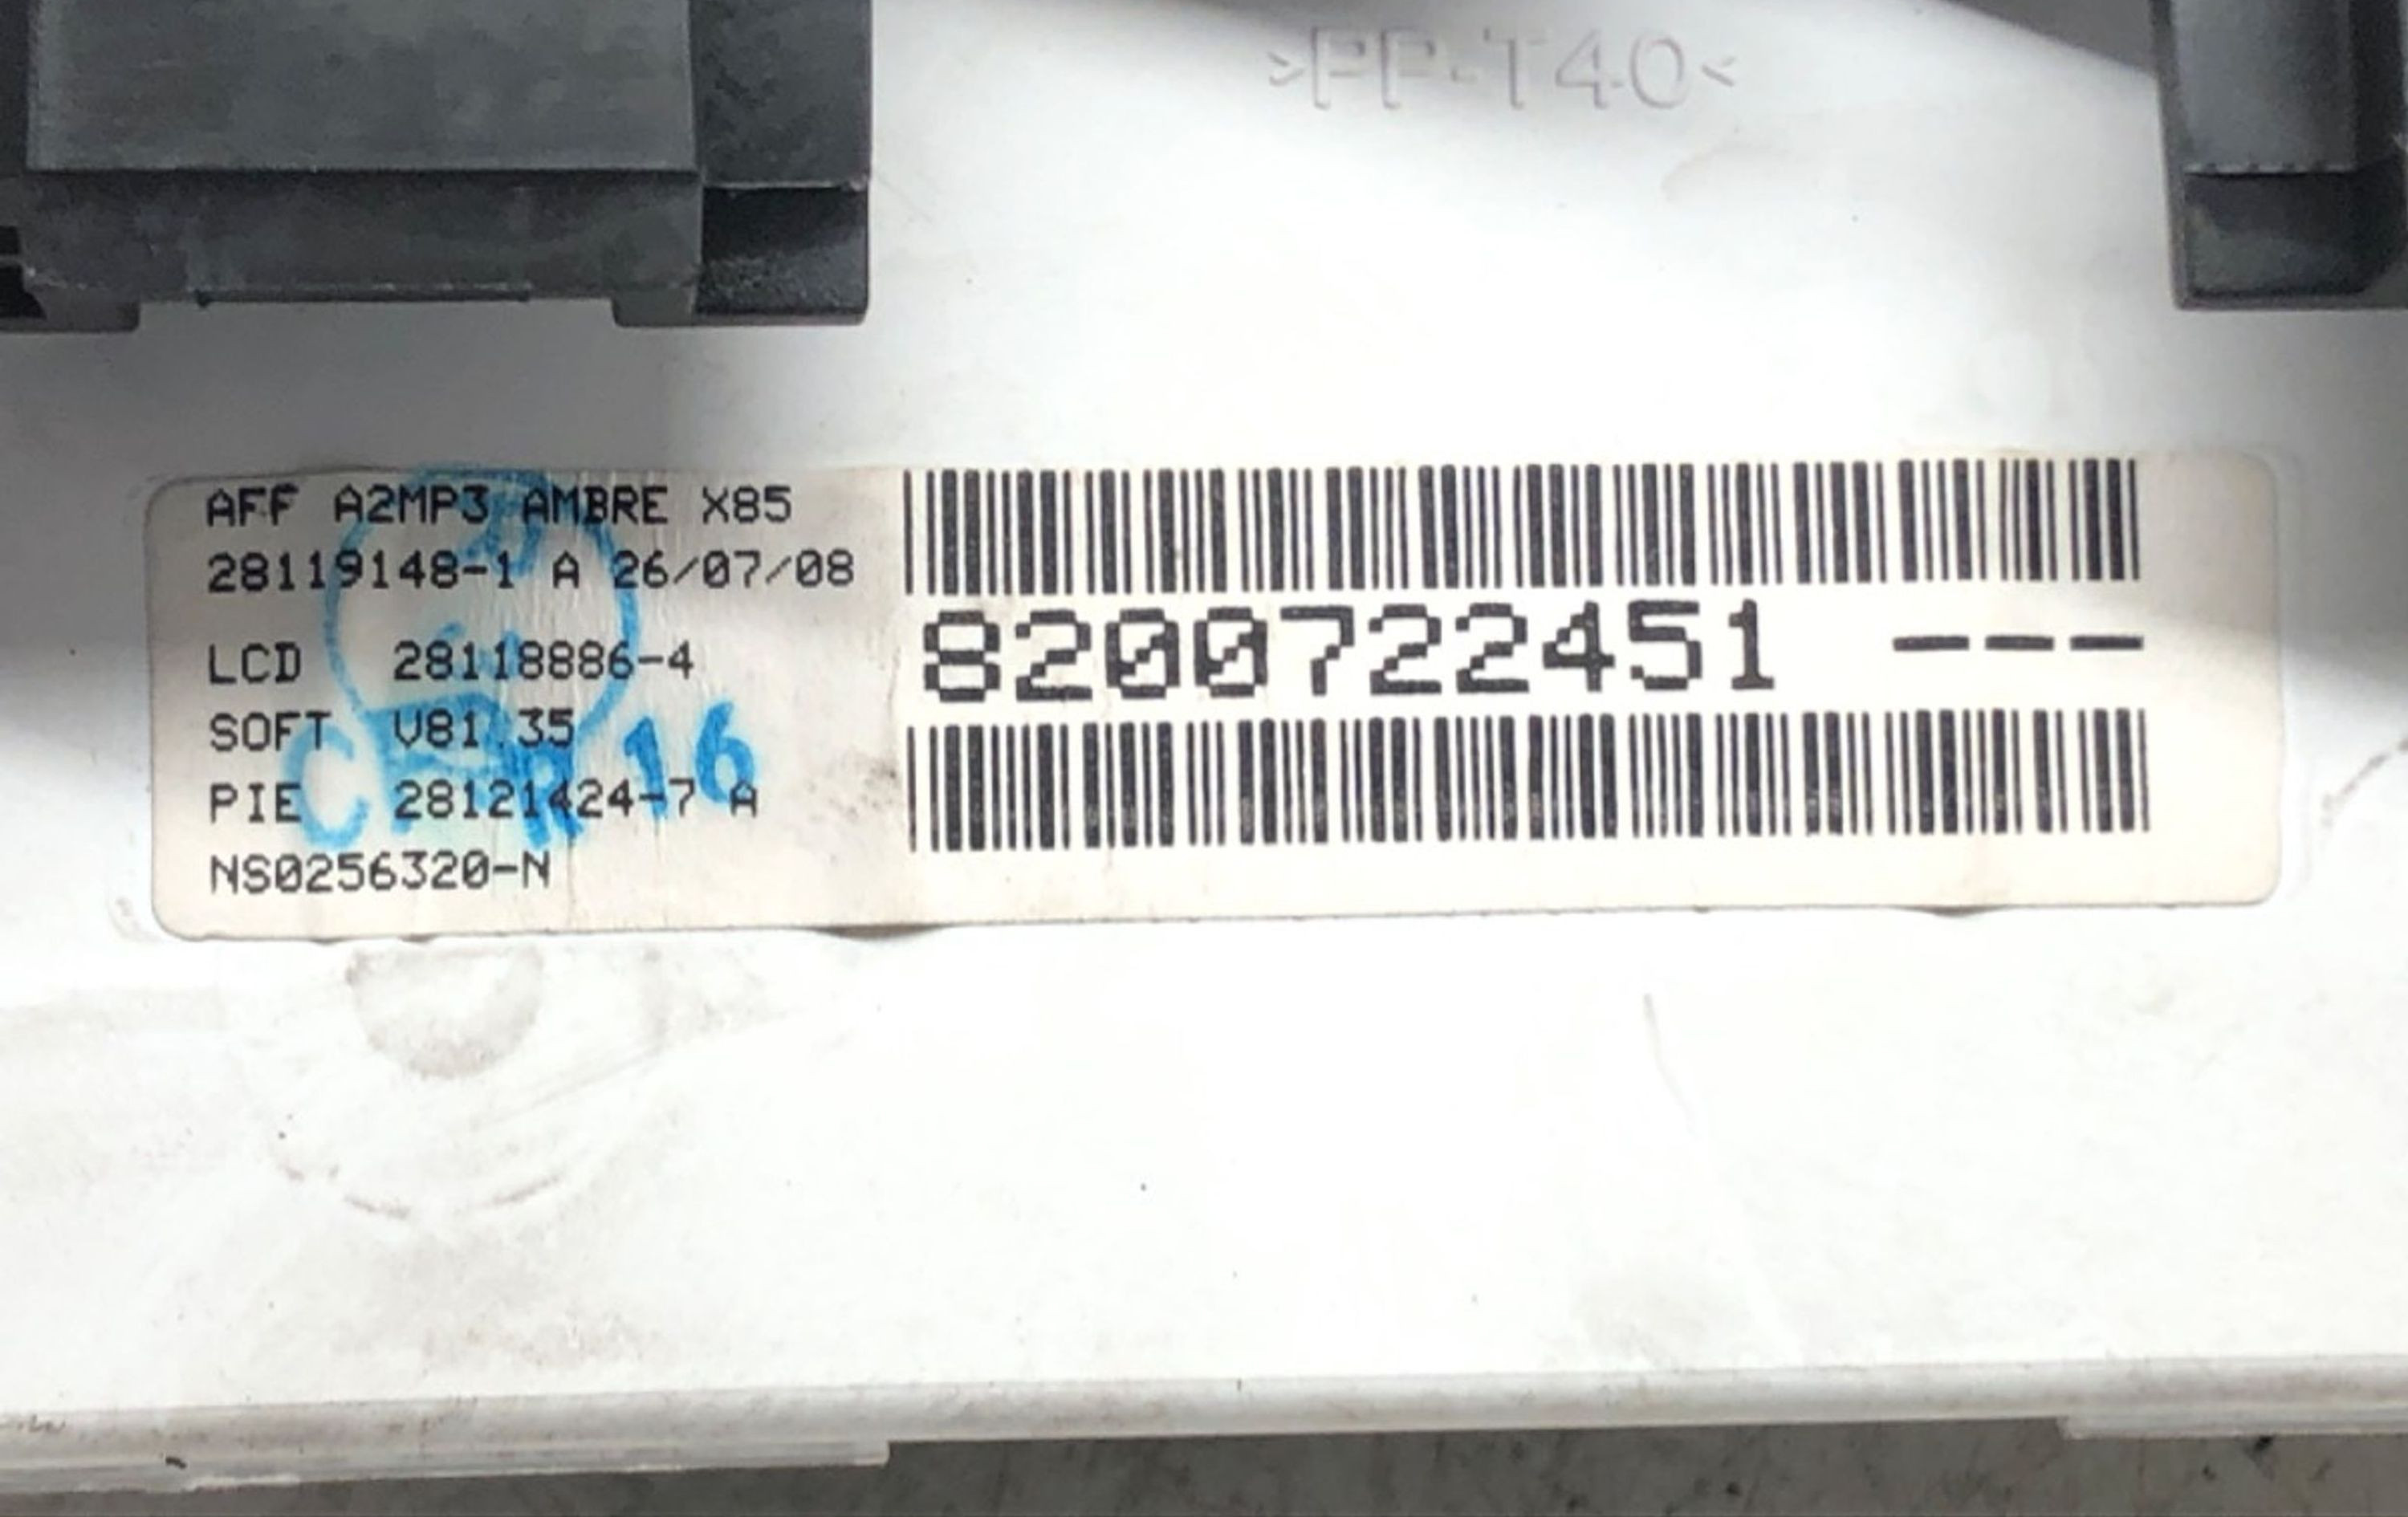 >PP-T40<
AFF A2MP3 AMBRE X85
28119148-1 A 26/07/08
LCD 28118886-4
SOFT V81.35
PIE 28121424-7 A
NS0256320-N
8200722451 ---
16